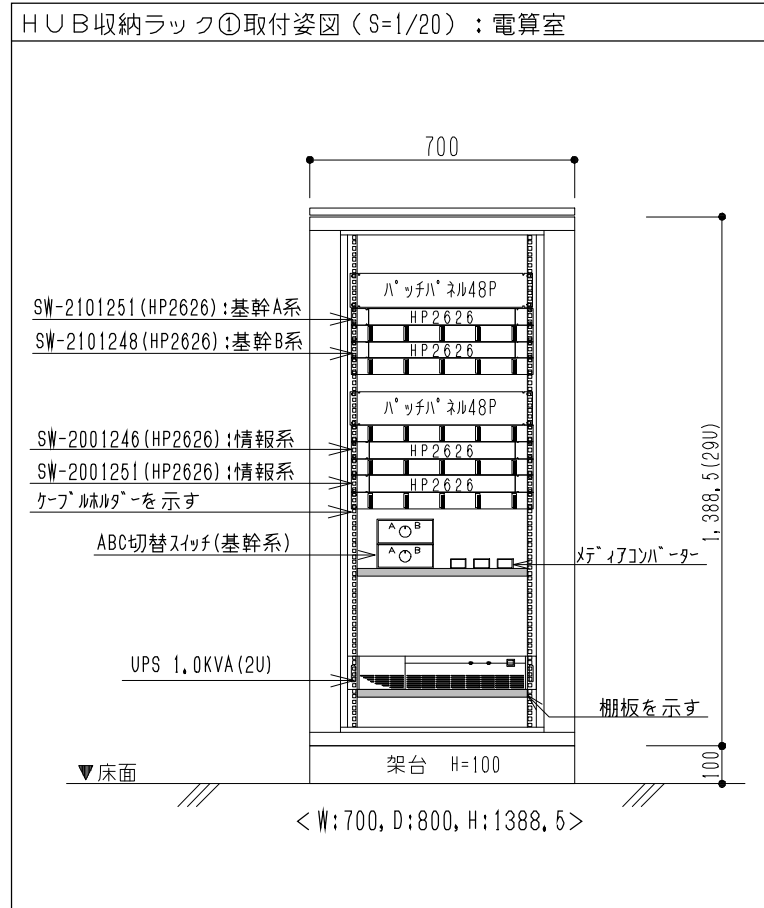 HUB収納ラック①取付姿図(S=1/20):電算室
700
パッチパネル48P
SW-2101251(HP2626):基幹A系
HP2626
SW-2101248(HP2626):基幹B系
HP2626
パッチパネル48P
SW-2001246(HP2626):情報系
HP2626
SW-2001251(HP2626):情報系
HP2626
ケーブルホルダーを示す
A B
ABC切替スイッチ(基幹系)
A B
メディアコンバーター
1,388.5(29U)
UPS 1.0KVA(2U)
棚板を示す
架台 H=100
100
▼床面
<W:700,D:800,H:1388.5>